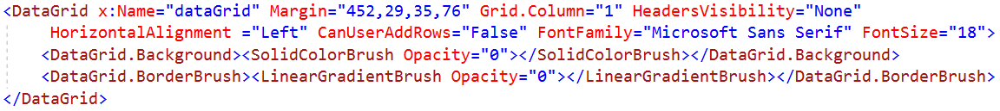 <DataGrid x:Name="dataGrid" Margin="452,29,35,76" Grid.Column="1" HeadersVisibility="None"
HorizontalAlignment ="Left" CanUserAddRows="False" FontFamily="Microsoft Sans Serif" FontSize="18">
<DataGrid.Background><SolidColorBrush Opacity="0"></SolidColorBrush></DataGrid.Background>
<DataGrid.BorderBrush><LinearGradientBrush Opacity="0"></LinearGradientBrush></DataGrid.BorderBrush>
</DataGrid>